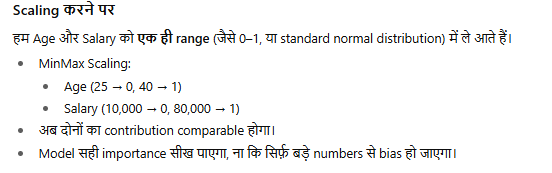 Scaling करने पर
हम Age और Salary को एक ही range (जैसे 0–1, या standard normal distribution) में ले आते हैं।
• MinMax Scaling:
• Age (25 → 0, 40 → 1)
• Salary (10,000 → 0, 80,000 → 1)
• अब दोनों का contribution comparable होगा।
• Model सही importance सीख पाएगा, ना कि सिर्फ़ बड़े numbers से bias हो जाएगा।